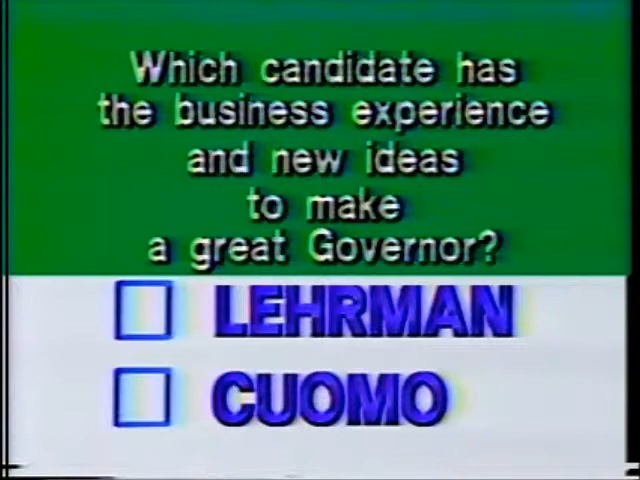 Which candidate has
the business experience
and new ideas
to make
a great Governor?
LEHRMAN
CUOMO